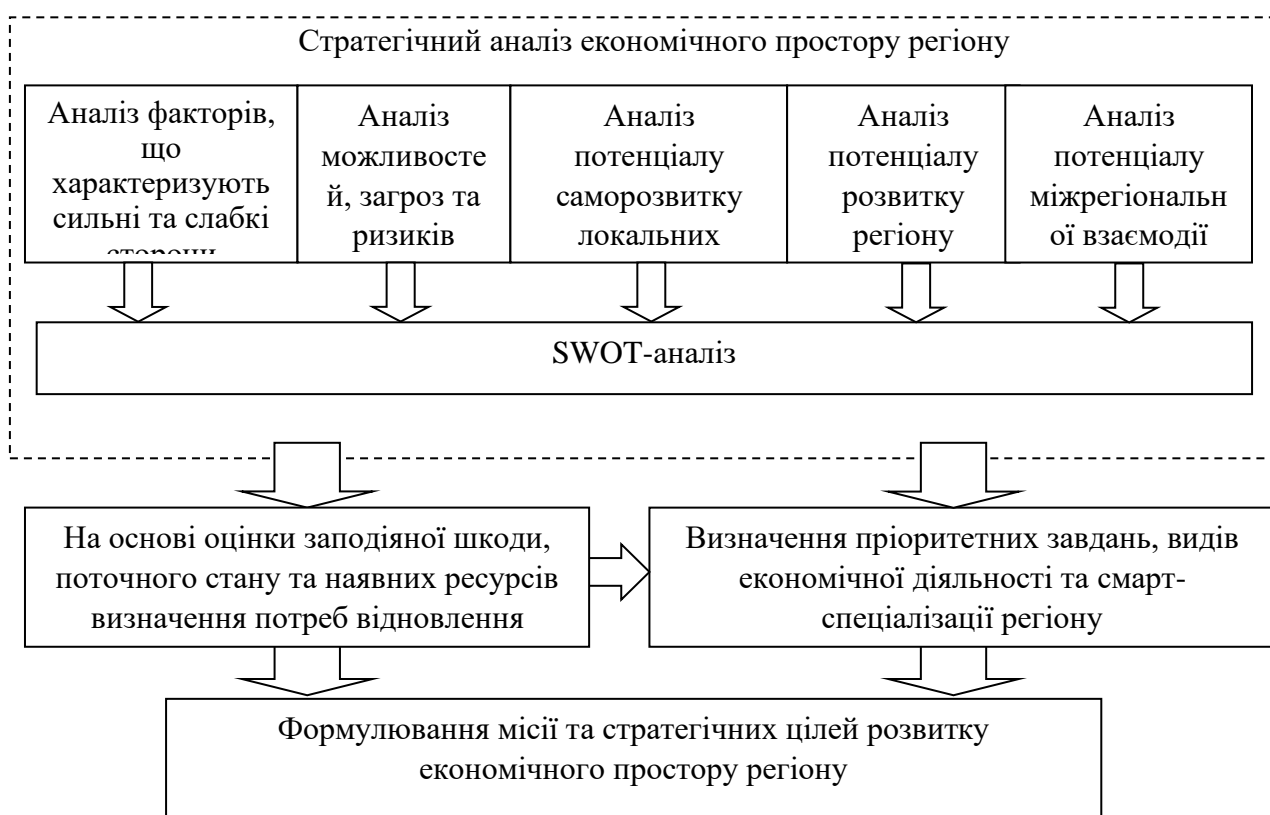 Стратегічний аналіз економічного простору регіону
Аналіз факторів,
що
характеризують
сильні та слабкі
сторони
Аналіз
можливосте
й, загроз та
ризиків
Аналіз
потенціалу
саморозвитку
локальних
Аналіз
потенціалу
розвитку
регіону
Аналіз
потенціалу
міжрегіональн
ої взаємодії
SWOT-аналіз
На основі оцінки заподіяної шкоди,
поточного стану та наявних ресурсів
визначення потреб відновлення
Визначення пріоритетних завдань, видів
економічної діяльності та смарт-
спеціалізації регіону
Формулювання місії та стратегічних цілей розвитку
економічного простору регіону